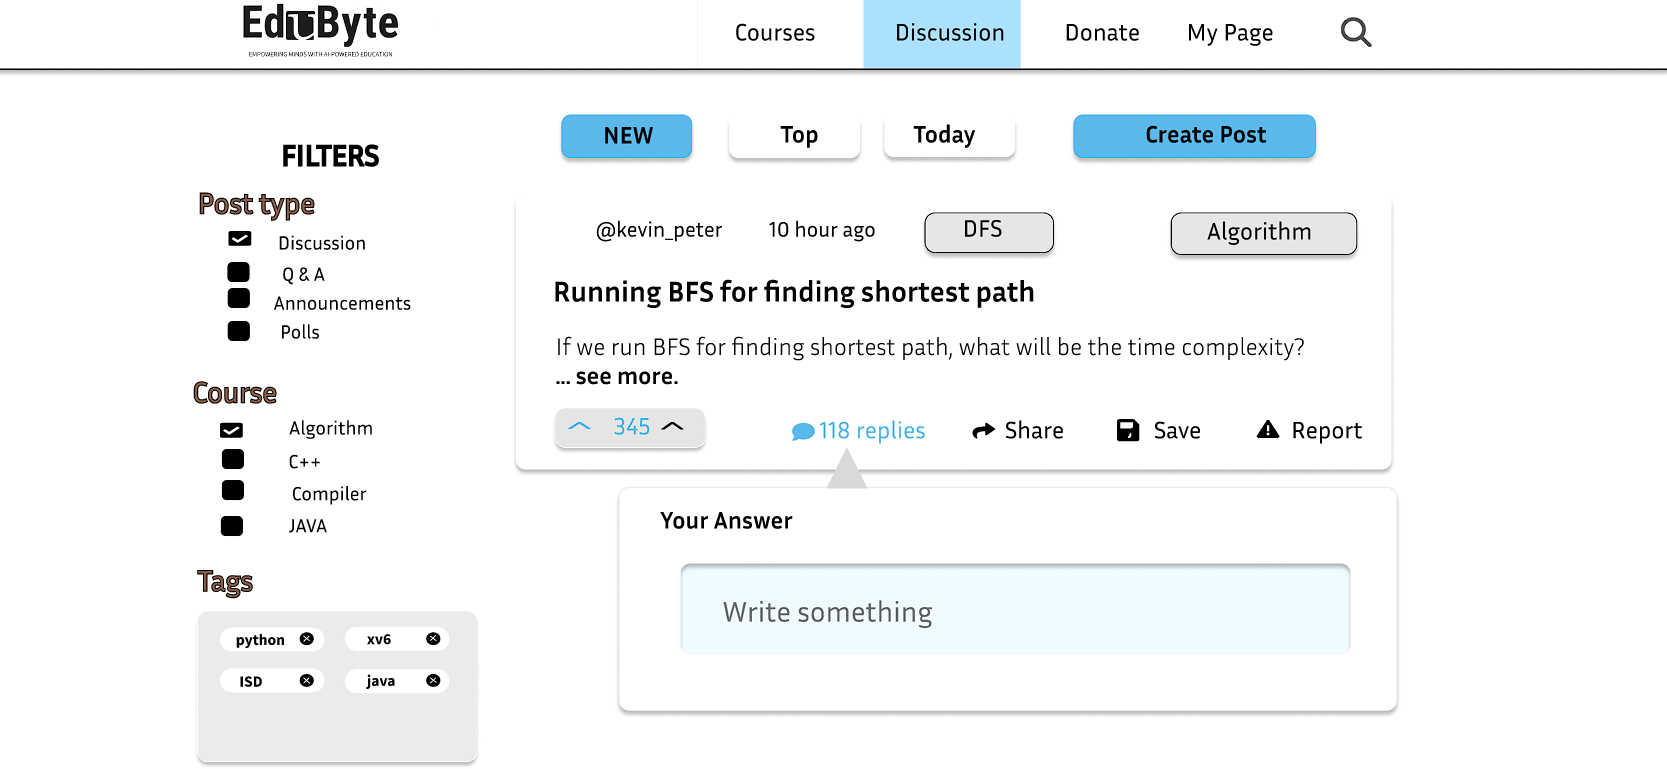 EduByte
EMPOWERING MINDS WITH AI-POWERED EDUCATION
Courses Discussion Donate My Page
NEW Top Today Create Post
FILTERS
Post type
Discussion
Q & A
Announcements
Polls
Course
Algorithm
C++
Compiler
JAVA
Tags
python xv6
ISD java
@kevin_peter 10 hour ago DFS Algorithm
Running BFS for finding shortest path
If we run BFS for finding shortest path, what will be the time complexity?
... see more.
345 118 replies Share Save Report
Your Answer
Write something